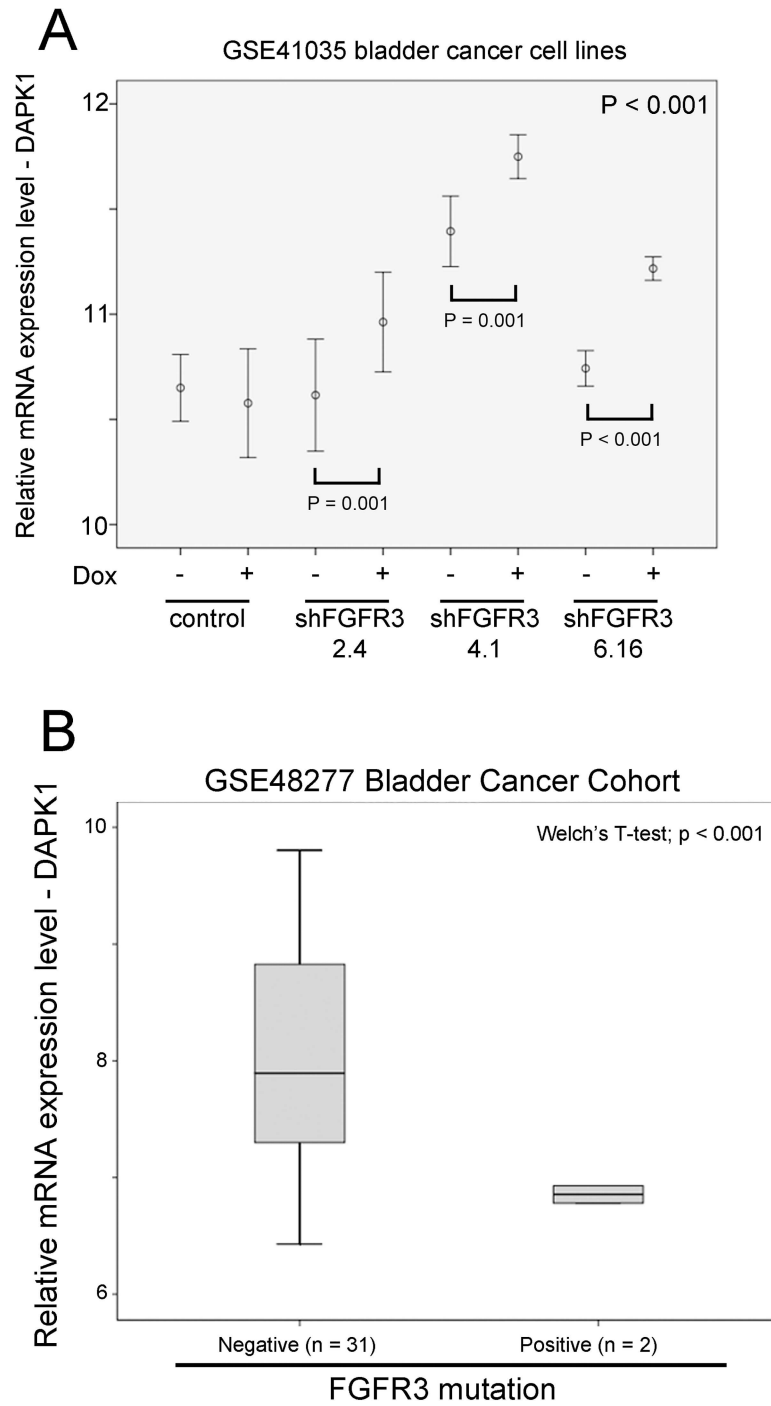 A
GSE41035 bladder cancer cell lines
Relative mRNA expression level - DAPK1
12
11
10
P < 0.001
P = 0.001
P = 0.001
P < 0.001
Dox - + - + - + - +
control shFGFR3 shFGFR3 shFGFR3
2.4 4.1 6.16
B
GSE48277 Bladder Cancer Cohort
Relative mRNA expression level - DAPK1
10
8
6
Welch's T-test; p < 0.001
Negative (n = 31) Positive (n = 2)
FGFR3 mutation